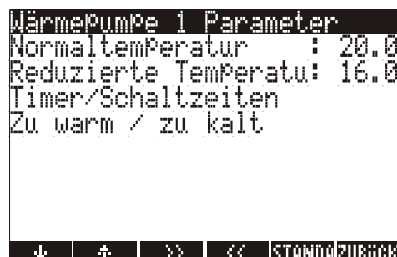 WärmePumPe 1 Parameter
NormaltemPeratur : 20.0
Reduzierte TemPeratu: 16.0
Timer/Schaltzeiten
Zu warm / zu kalt
↓ ↑ >> << STANDA ZURüCK